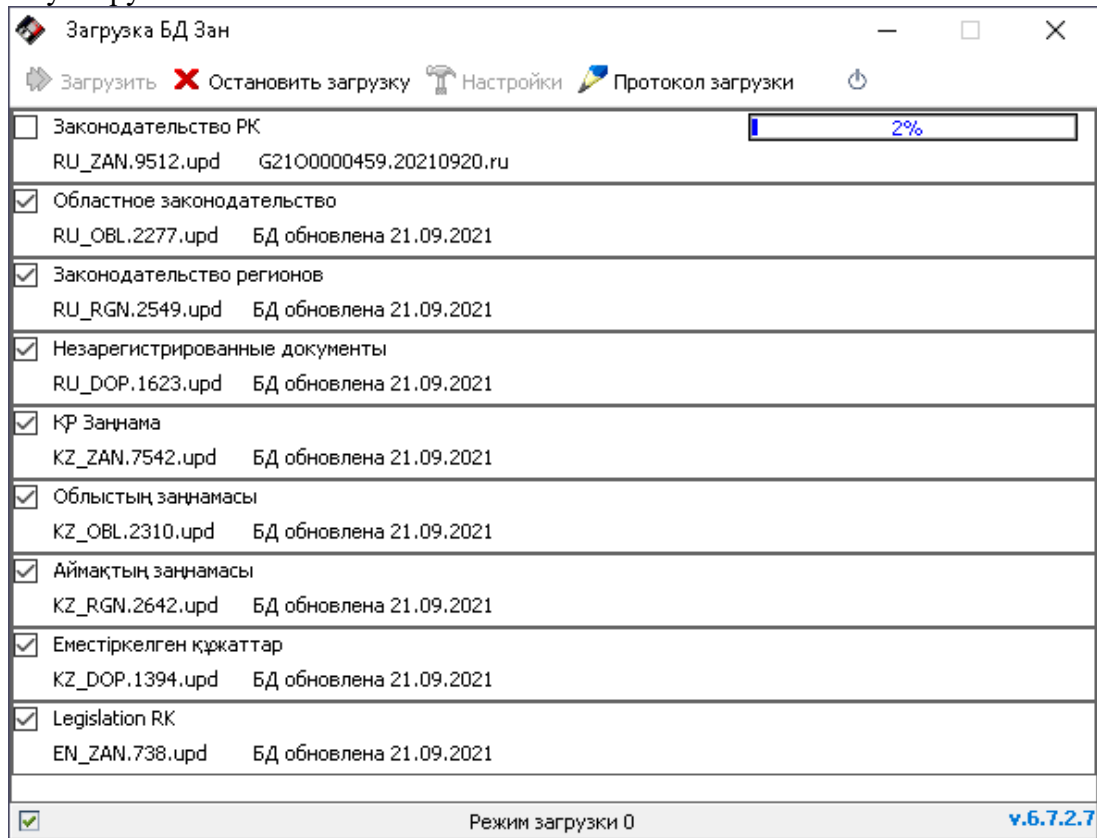 Загрузка БД Зан
Загрузить Остановить загрузку Настройки Протокол загрузки
Законодательство РК 2%
RU_ZAN.9512.upd G21O0000459.20210920.ru
Областное законодательство
RU_OBL.2277.upd БД обновлена 21.09.2021
Законодательство регионов
RU_RGN.2549.upd БД обновлена 21.09.2021
Незарегистрированные документы
RU_DOP.1623.upd БД обновлена 21.09.2021
ҚР Заңнама
KZ_ZAN.7542.upd БД обновлена 21.09.2021
Облыстың заңнамасы
KZ_OBL.2310.upd БД обновлена 21.09.2021
Аймақтың заңнамасы
KZ_RGN.2642.upd БД обновлена 21.09.2021
Еместіркелген құжаттар
KZ_DOP.1394.upd БД обновлена 21.09.2021
Legislation RK
EN_ZAN.738.upd БД обновлена 21.09.2021
Режим загрузки 0 v.6.7.2.7